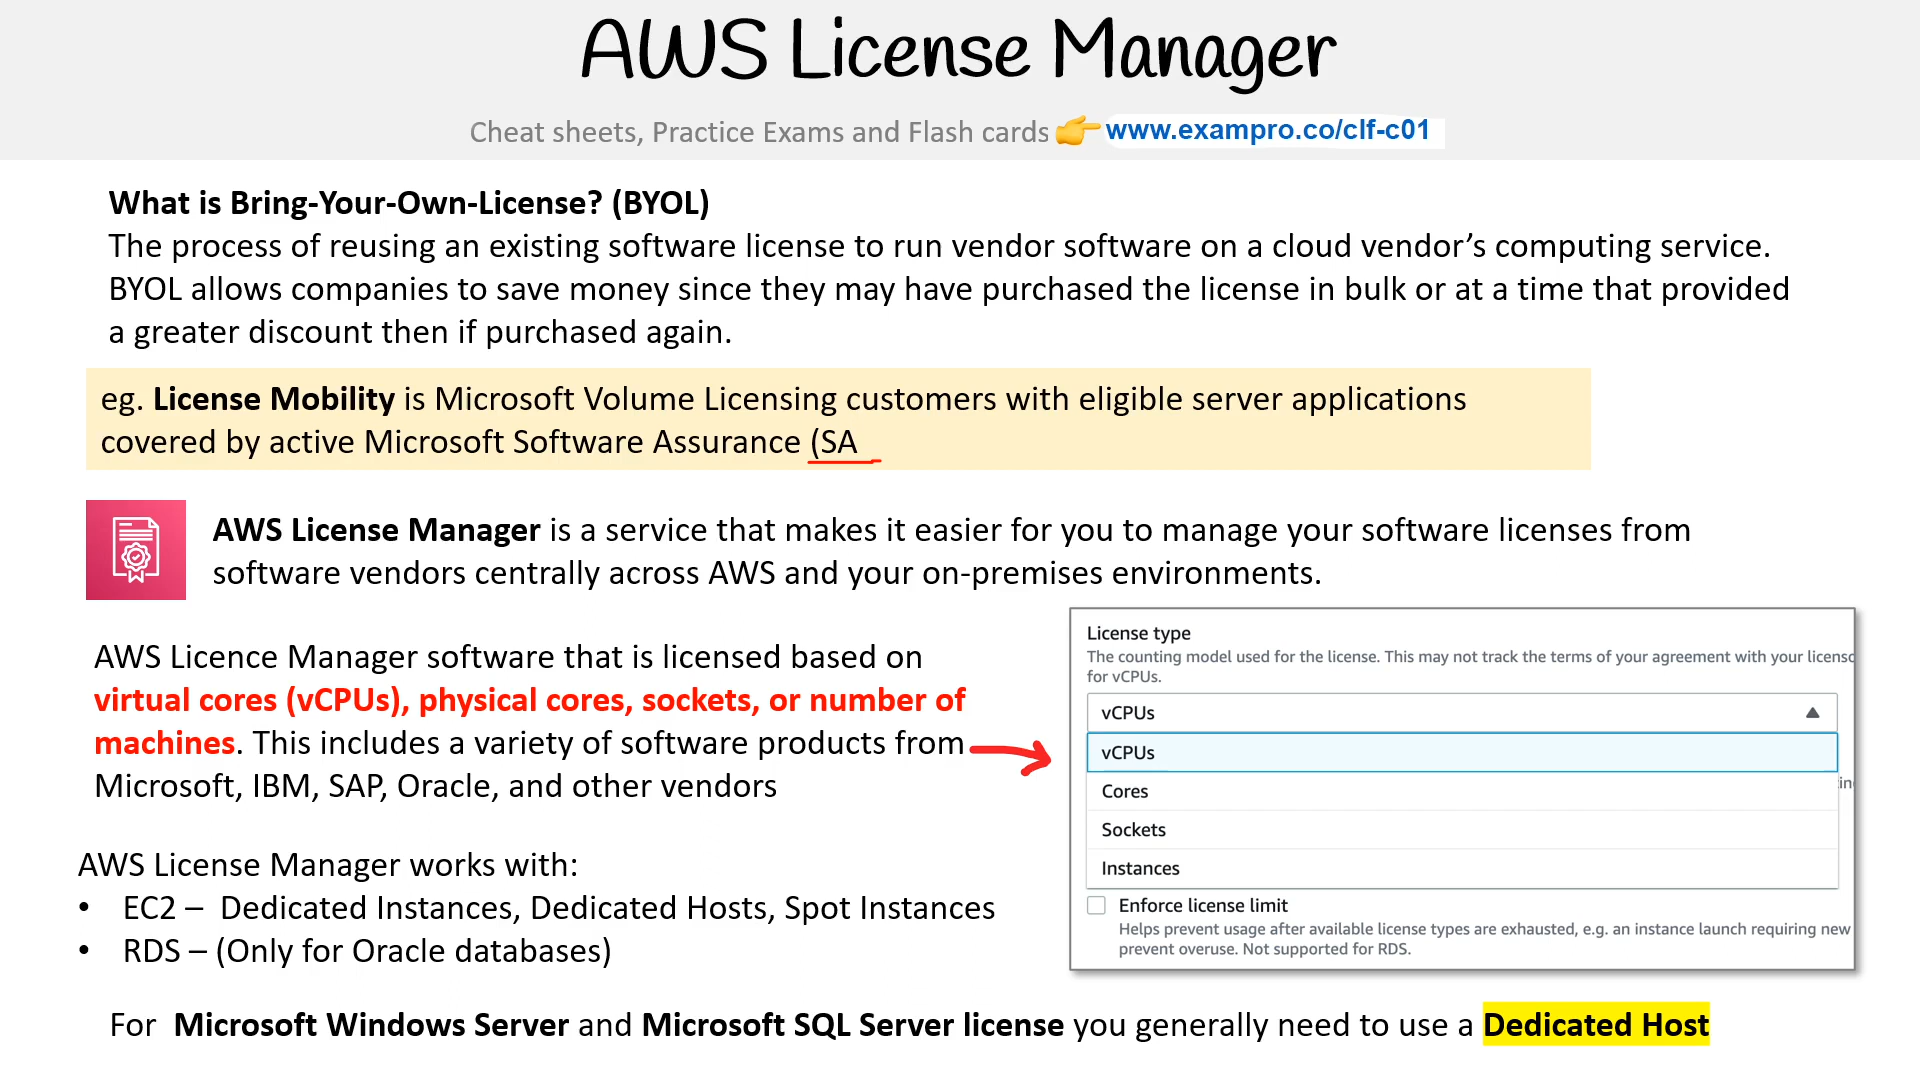 AWS License Manager
Cheat sheets, Practice Exams and Flash cards 👉 www.exampro.co/clf-c01
What is Bring-Your-Own-License? (BYOL)
The process of reusing an existing software license to run vendor software on a cloud vendor’s computing service.
BYOL allows companies to save money since they may have purchased the license in bulk or at a time that provided
a greater discount then if purchased again.
eg. License Mobility is Microsoft Volume Licensing customers with eligible server applications
covered by active Microsoft Software Assurance (SA
AWS License Manager is a service that makes it easier for you to manage your software licenses from
software vendors centrally across AWS and your on-premises environments.
AWS Licence Manager software that is licensed based on
virtual cores (vCPUs), physical cores, sockets, or number of
machines. This includes a variety of software products from
Microsoft, IBM, SAP, Oracle, and other vendors
License type
The counting model used for the license. This may not track the terms of your agreement with your licenso
for vCPUs.
vCPUs
vCPUs
Cores
Sockets
Instances
Enforce license limit
Helps prevent usage after available license types are exhausted, e.g. an instance launch requiring new
prevent overuse. Not supported for RDS.
AWS License Manager works with:
• EC2 – Dedicated Instances, Dedicated Hosts, Spot Instances
• RDS – (Only for Oracle databases)
For Microsoft Windows Server and Microsoft SQL Server license you generally need to use a Dedicated Host